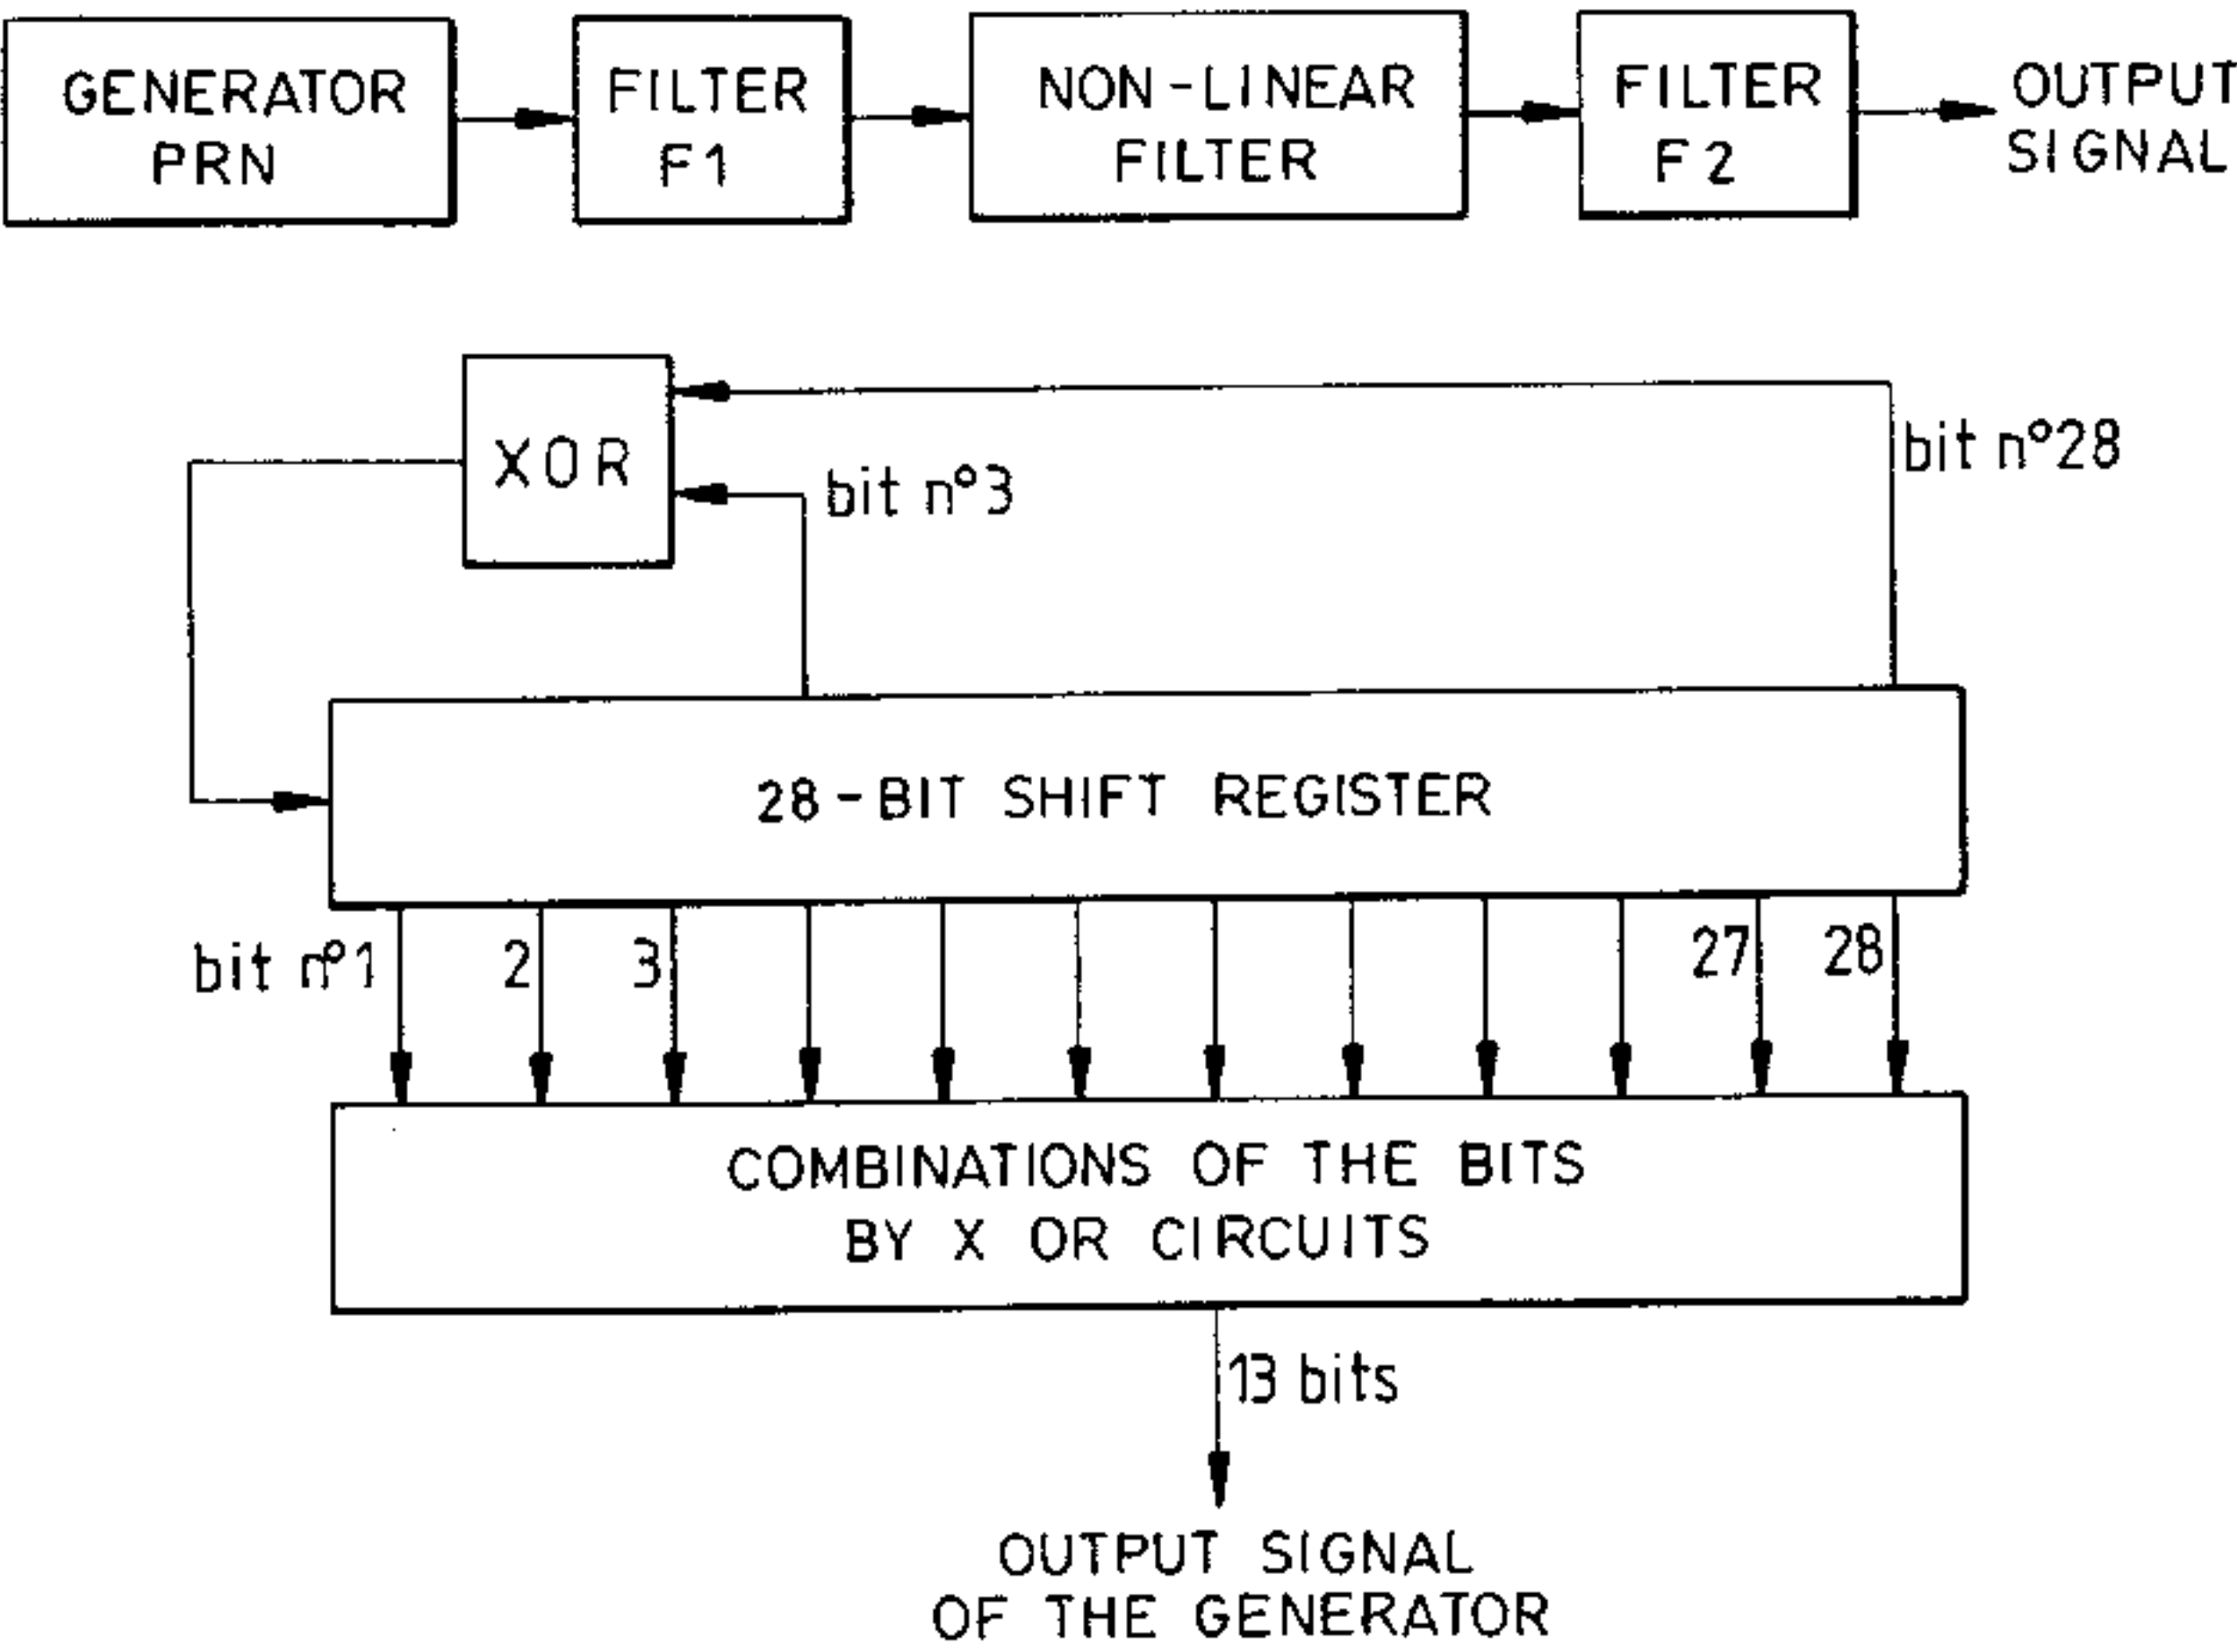 GENERATOR
PRN
FILTER
F1
NON-LINEAR
FILTER
FILTER
F2
OUTPUT
SIGNAL
XOR
bit n°3
bit n°28
28-BIT SHIFT REGISTER
bit n°1 2 3 27 28
COMBINATIONS OF THE BITS
BY X OR CIRCUITS
13 bits
OUTPUT SIGNAL
OF THE GENERATOR